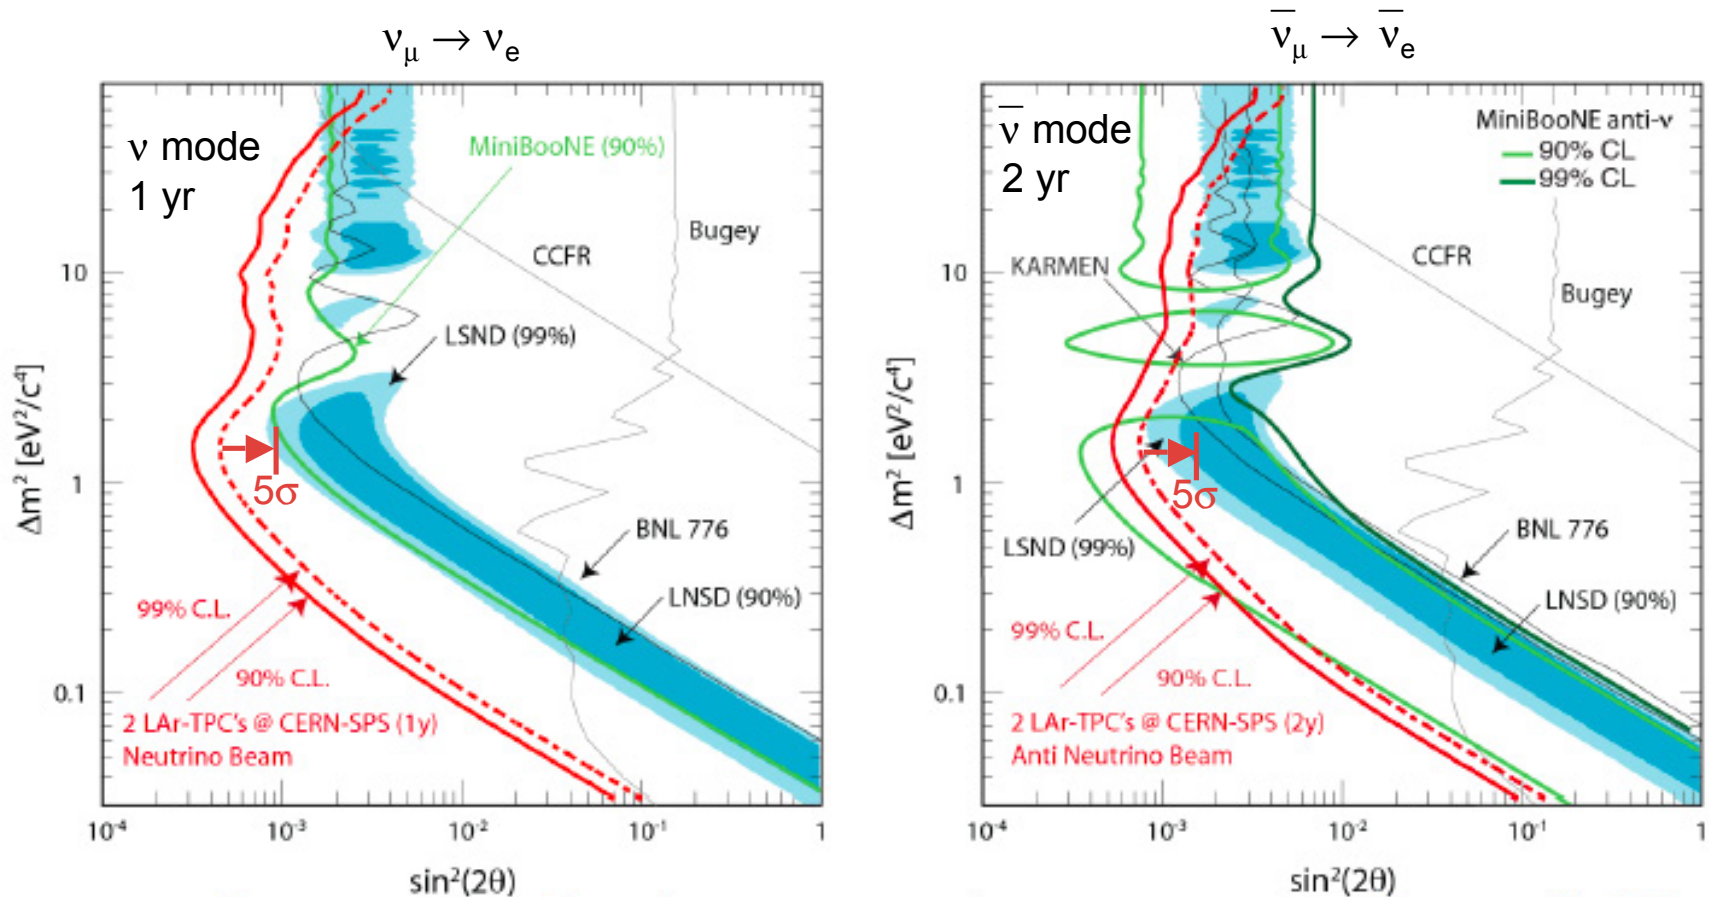 νμ → νe
ν mode
1 yr
MiniBooNE (90%)
Bugey
CCFR
LSND (99%)
5σ
BNL 776
LNSD (90%)
99% C.L.
90% C.L.
2 LAr-TPC's @ CERN-SPS (1y)
Neutrino Beam
10
1
0.1
Δm² [eV²/c⁴]
10⁻⁴ 10⁻³ 10⁻² 10⁻¹ 1
sin²(2θ)
ν̅μ → ν̅e
ν̅ mode
2 yr
MiniBooNE anti-ν
90% CL
99% CL
KARMEN
CCFR
Bugey
5σ
LSND (99%)
BNL 776
LNSD (90%)
99% C.L.
90% C.L.
2 LAr-TPC's @ CERN-SPS (2y)
Anti Neutrino Beam
10
1
0.1
Δm² [eV²/c⁴]
10⁻⁴ 10⁻³ 10⁻² 10⁻¹ 1
sin²(2θ)